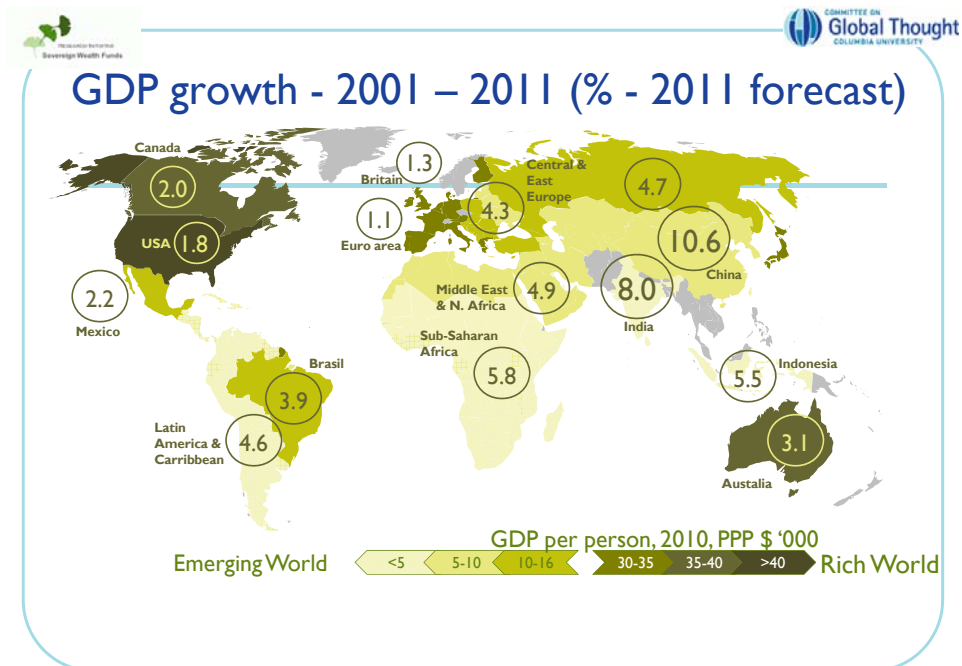 RESEARCH INITIATIVE
Sovereign Wealth Funds
COMMITTEE ON
Global Thought
COLUMBIA UNIVERSITY
GDP growth - 2001 – 2011 (% - 2011 forecast)
Canada
2.0
1.3
Britain
Central &
East
Europe
4.3
4.7
1.1
Euro area
USA
1.8
10.6
China
2.2
Mexico
Middle East
& N. Africa
4.9
8.0
India
Sub-Saharan
Africa
5.8
Brasil
3.9
Indonesia
5.5
Latin
America &
Carribbean
4.6
3.1
Austalia
GDP per person, 2010, PPP $ ‘000
Emerging World
<5
5-10
10-16
30-35
35-40
>40
Rich World